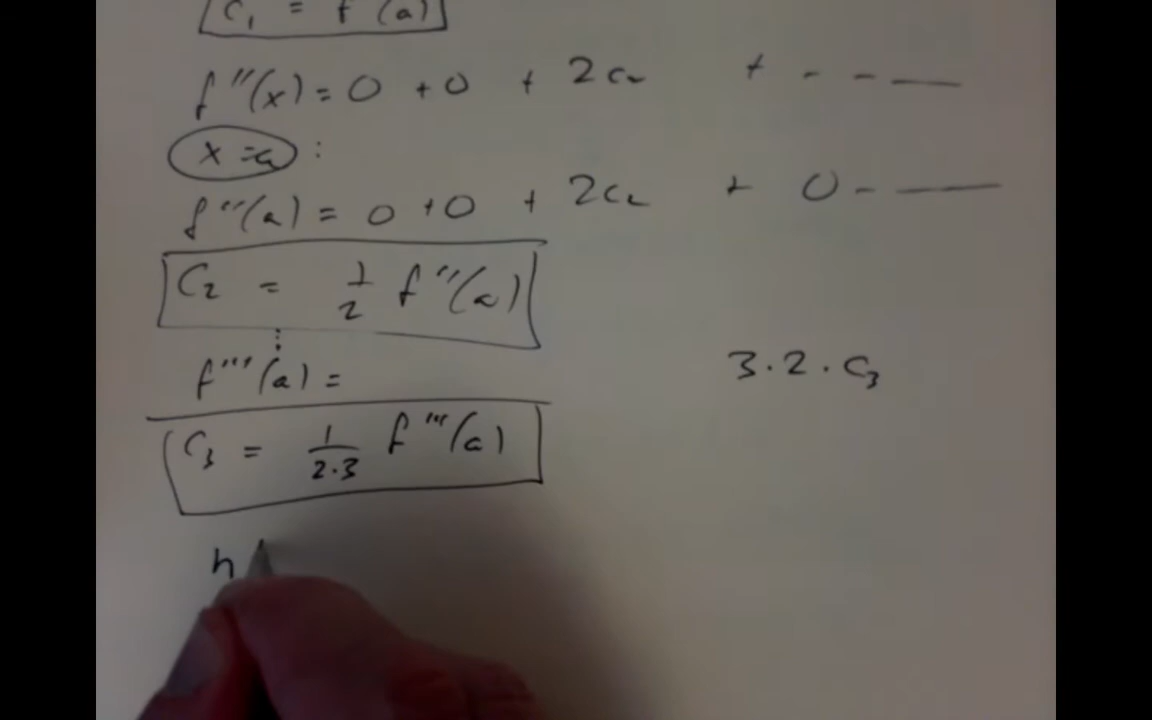 C₁ = f'(a)
f''(x) = 0 + 0 + 2c₂ + - - —
x = a :
f''(a) = 0 + 0 + 2c₂ + 0 - —
C₂ = 1/2 f''(a)
⋮
f'''(a) = 3·2·C₃
C₃ = 1/2·3 f'''(a)
n